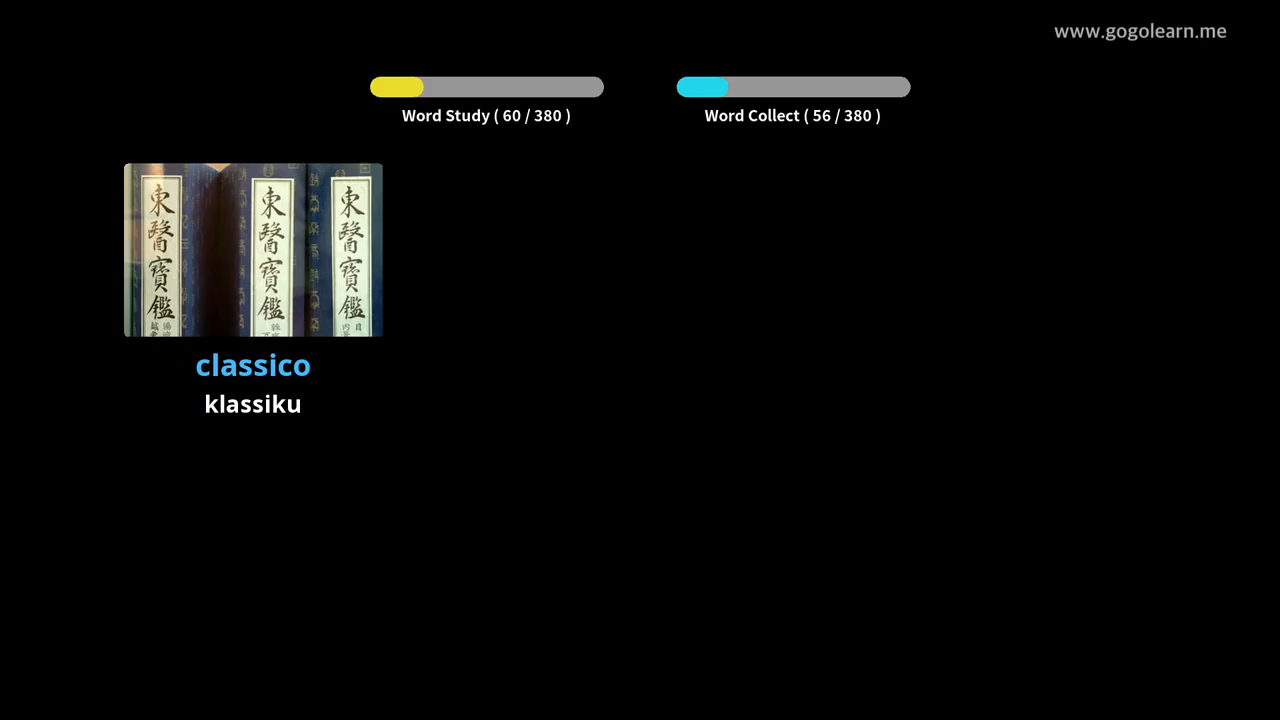 www.gogolearn.me
Word Study ( 60 / 380 )
Word Collect ( 56 / 380 )
東醫寶鑑
東醫寶鑑
東醫寶鑑
classico
klassiku